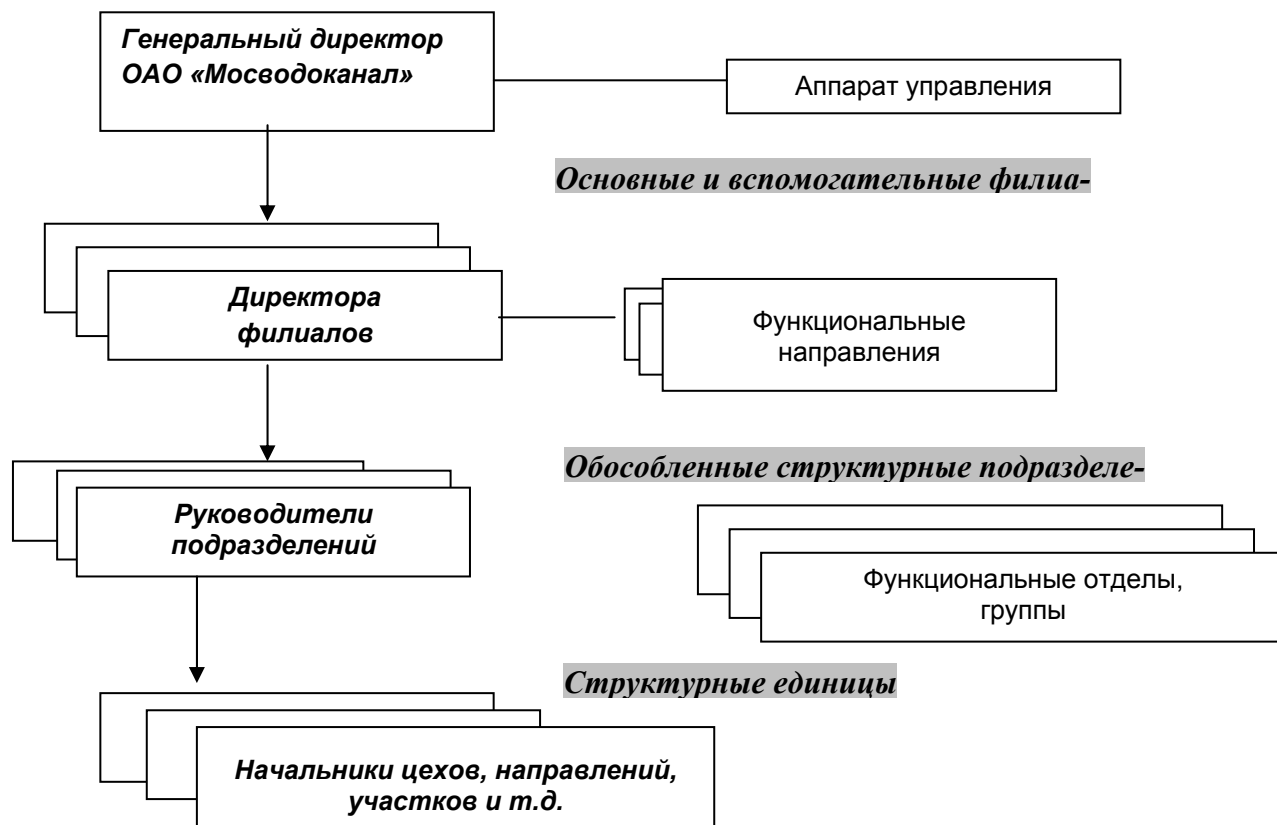 Генеральный директор
ОАО «Мосводоканал»
Аппарат управления
Основные и вспомогательные филиа-
Директора
филиалов
Функциональные
направления
Обособленные структурные подразделе-
Руководители
подразделений
Функциональные отделы,
группы
Структурные единицы
Начальники цехов, направлений,
участков и т.д.